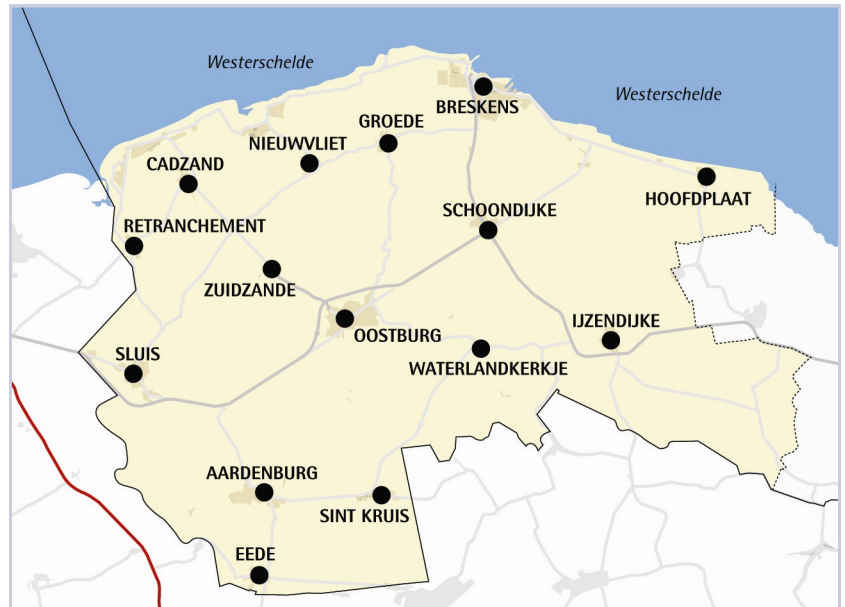 Westerschelde
Westerschelde
BRESKENS
GROEDE
NIEUWVLIET
CADZAND
HOOFDPLAAT
SCHOONDIJKE
RETRANCHEMENT
ZUIDZANDE
IJZENDIJKE
OOSTBURG
SLUIS
WATERLANDKERKJE
AARDENBURG
SINT KRUIS
EEDE